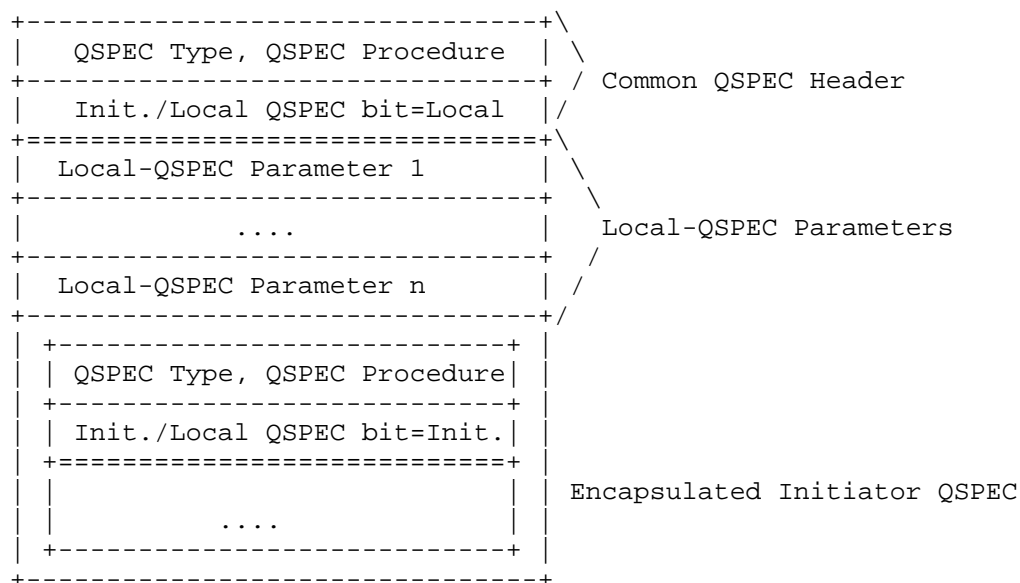 QSPEC Type, QSPEC Procedure
Common QSPEC Header
Init./Local QSPEC bit=Local
Local-QSPEC Parameter 1
.... Local-QSPEC Parameters
Local-QSPEC Parameter n
QSPEC Type, QSPEC Procedure
Init./Local QSPEC bit=Init.
Encapsulated Initiator QSPEC
....